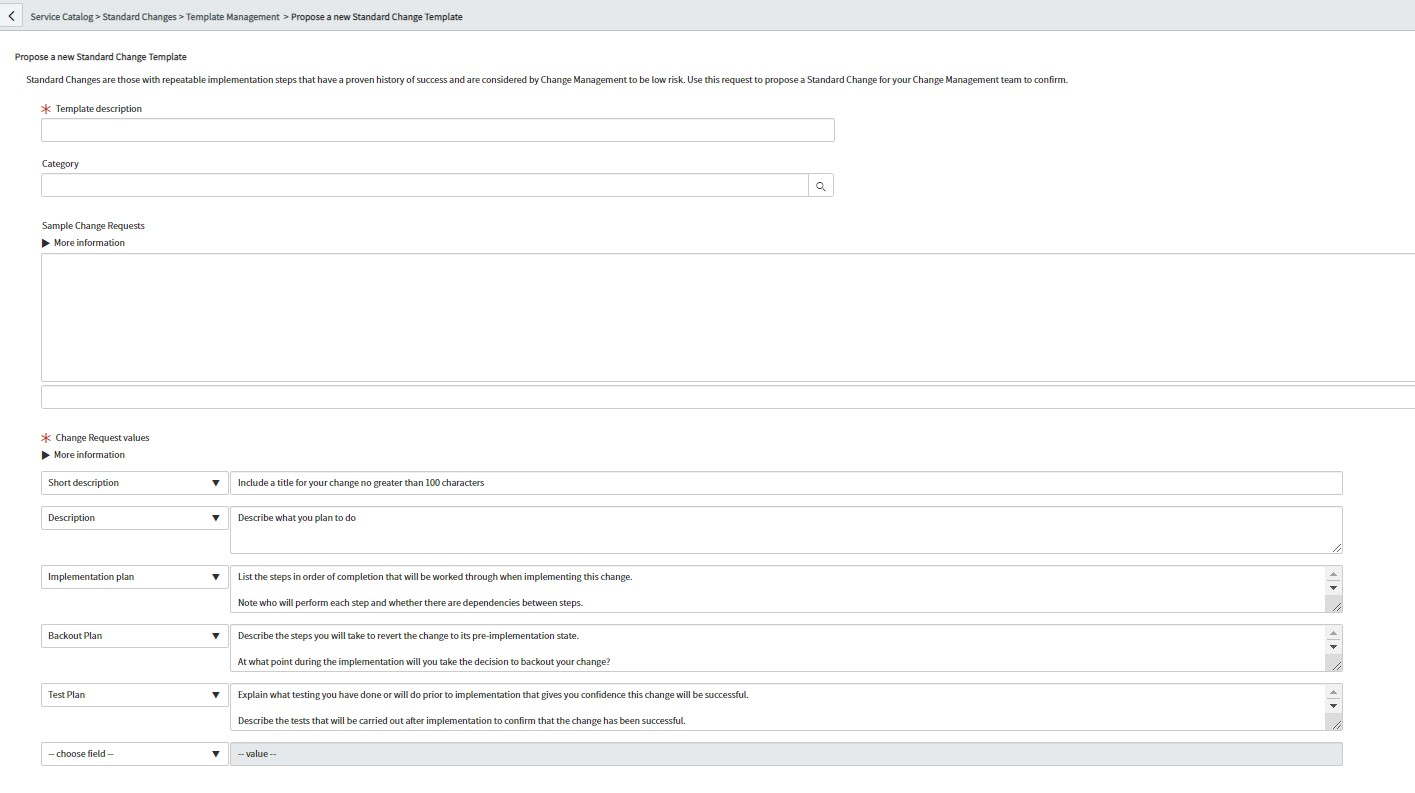 Service Catalog > Standard Changes > Template Management > Propose a new Standard Change Template
Propose a new Standard Change Template
Standard Changes are those with repeatable implementation steps that have a proven history of success and are considered by Change Management to be low risk. Use this request to propose a Standard Change for your Change Management team to confirm.
Template description
Category
Sample Change Requests
More information
Change Request values
More information
Short description
Include a title for your change no greater than 100 characters
Description
Describe what you plan to do
Implementation plan
List the steps in order of completion that will be worked through when implementing this change.
Note who will perform each step and whether there are dependencies between steps.
Backout Plan
Describe the steps you will take to revert the change to its pre-implementation state.
At what point during the implementation will you take the decision to backout your change?
Test Plan
Explain what testing you have done or will do prior to implementation that gives you confidence this change will be successful.
Describe the tests that will be carried out after implementation to confirm that the change has been successful.
-- choose field --
-- value --